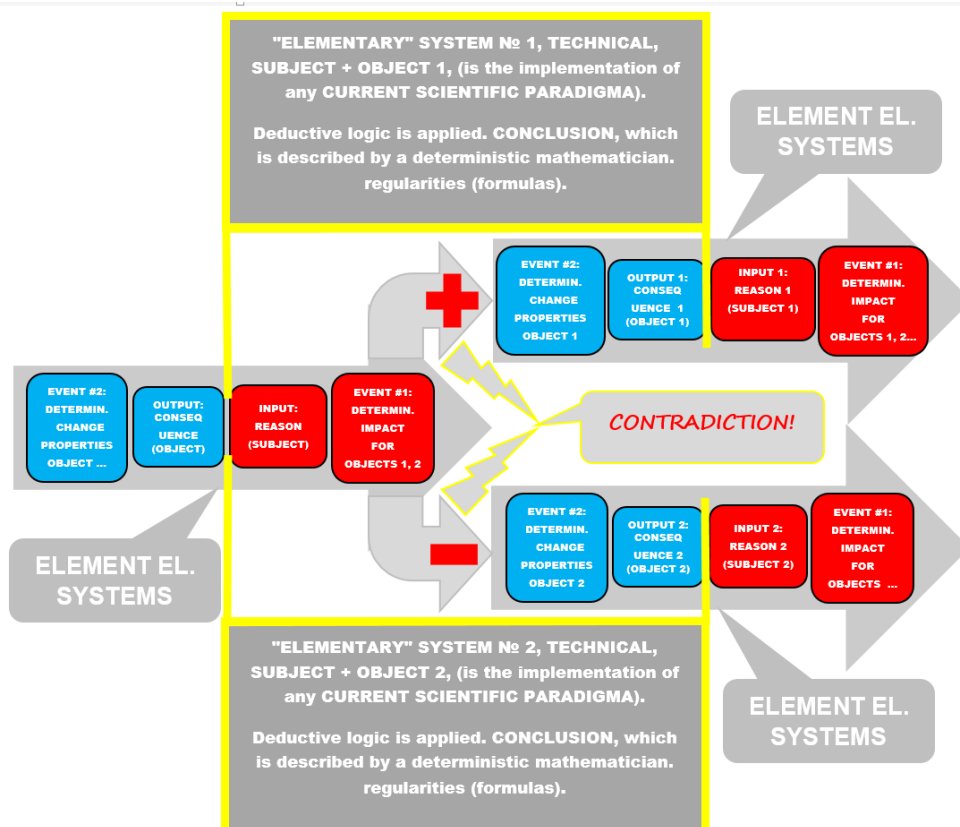 "ELEMENTARY" SYSTEM № 1, TECHNICAL,
SUBJECT + OBJECT 1, (is the implementation of
any CURRENT SCIENTIFIC PARADIGMA).
Deductive logic is applied. CONCLUSION, which
is described by a deterministic mathematician.
regularities (formulas).
ELEMENT EL.
SYSTEMS
EVENT #2:
DETERMIN.
CHANGE
PROPERTIES
OBJECT 1
OUTPUT 1:
CONSEQ
UENCE 1
(OBJECT 1)
INPUT 1:
REASON 1
(SUBJECT 1)
EVENT #1:
DETERMIN.
IMPACT
FOR
OBJECTS 1, 2...
EVENT #2:
DETERMIN.
CHANGE
PROPERTIES
OBJECT ...
OUTPUT:
CONSEQ
UENCE
(OBJECT)
INPUT:
REASON
(SUBJECT)
EVENT #1:
DETERMIN.
IMPACT
FOR
OBJECTS 1, 2
CONTRADICTION!
EVENT #2:
DETERMIN.
CHANGE
PROPERTIES
OBJECT 2
OUTPUT 2:
CONSEQ
UENCE 2
(OBJECT 2)
INPUT 2:
REASON 2
(SUBJECT 2)
EVENT #1:
DETERMIN.
IMPACT
FOR
OBJECTS ...
ELEMENT EL.
SYSTEMS
"ELEMENTARY" SYSTEM № 2, TECHNICAL,
SUBJECT + OBJECT 2, (is the implementation of
any CURRENT SCIENTIFIC PARADIGMA).
Deductive logic is applied. CONCLUSION, which
is described by a deterministic mathematician.
regularities (formulas).
ELEMENT EL.
SYSTEMS